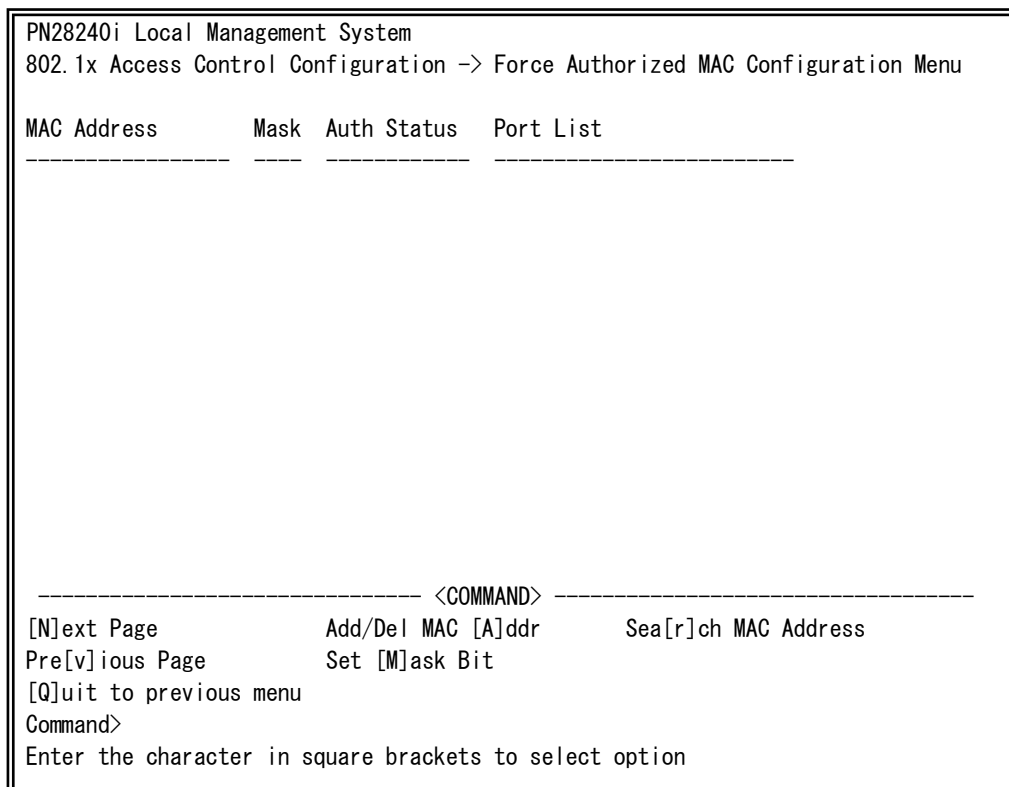 PN28240i Local Management System
802.1x Access Control Configuration -> Force Authorized MAC Configuration Menu
MAC Address Mask Auth Status Port List
----------------- ---- ------------ -------------------------
-------------------------------- <COMMAND> -----------------------------------
[N]ext Page Add/Del MAC [A]ddr Sea[r]ch MAC Address
Pre[v]ious Page Set [M]ask Bit
[Q]uit to previous menu
Command>
Enter the character in square brackets to select option